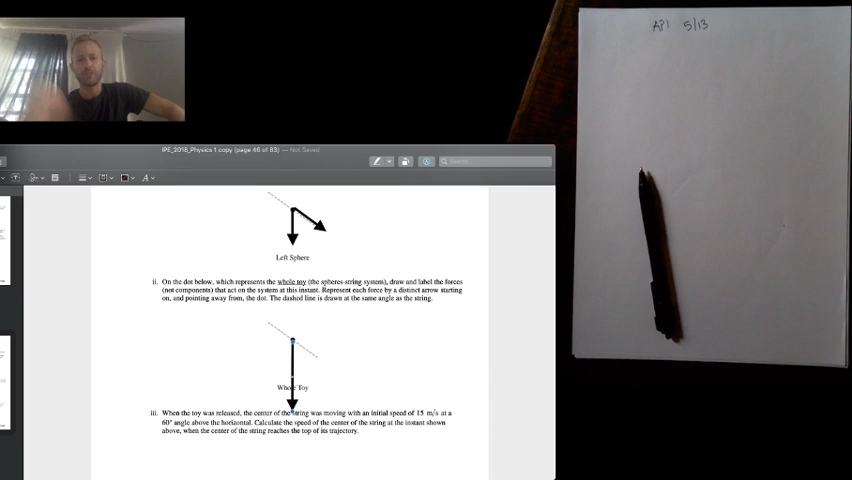 AP1 5/13
IPE_2018_Physics 1 copy (page 46 of 83) — Not Saved
Search
Left Sphere
ii. On the dot below, which represents the whole toy (the spheres-string system), draw and label the forces
(not components) that act on the system at this instant. Represent each force by a distinct arrow starting
on, and pointing away from, the dot. The dashed line is drawn at the same angle as the string.
Whole Toy
iii. When the toy was released, the center of the string was moving with an initial speed of 15 m/s at a
60° angle above the horizontal. Calculate the speed of the center of the string at the instant shown
above, when the center of the string reaches the top of its trajectory.